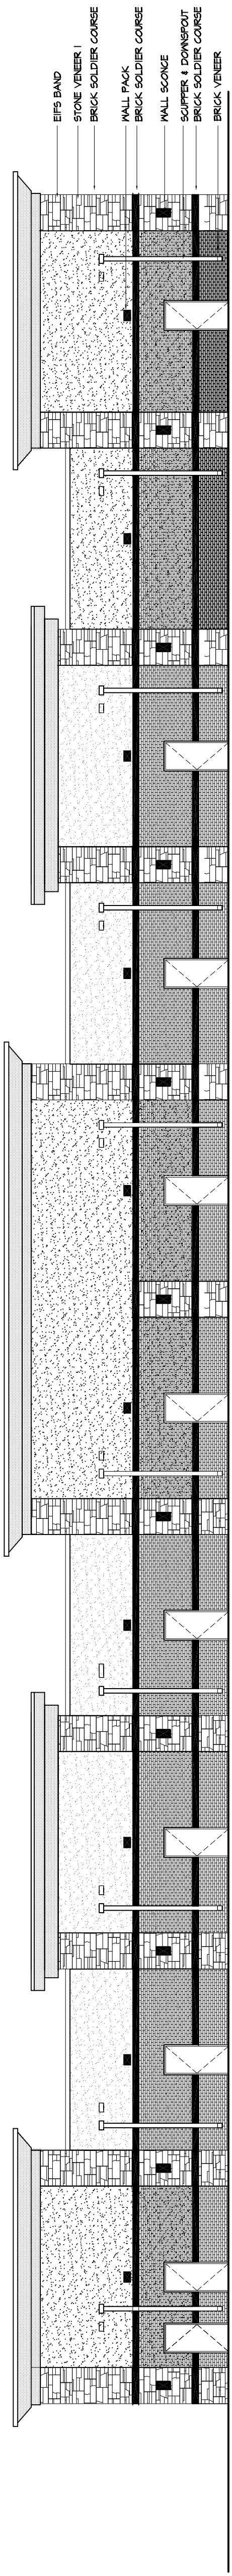 EIFS BAND
STONE VENEER 1
BRICK SOLDIER COURSE
WALL PACK
BRICK SOLDIER COURSE
WALL SCONCE
SCUPPER & DOWNSPOUT
BRICK SOLDIER COURSE
BRICK VENEER